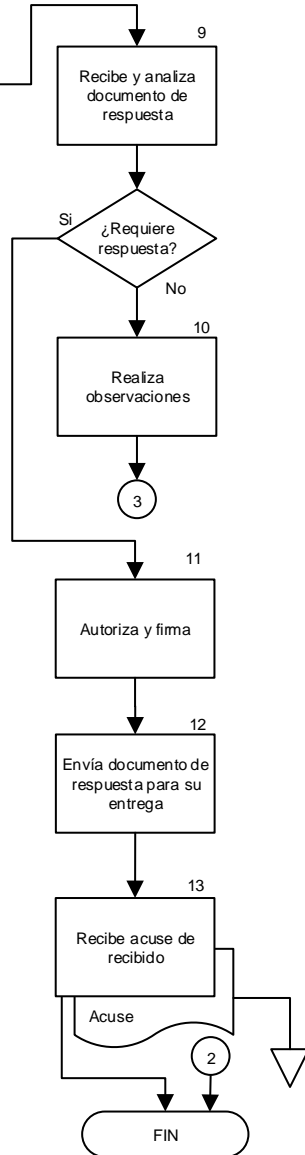 9
Recibe y analiza
documento de
respuesta
Si
¿Requiere
respuesta?
No
10
Realiza
observaciones
3
11
Autoriza y firma
12
Envía documento de
respuesta para su
entrega
13
Recibe acuse de
recibido
Acuse
2
FIN